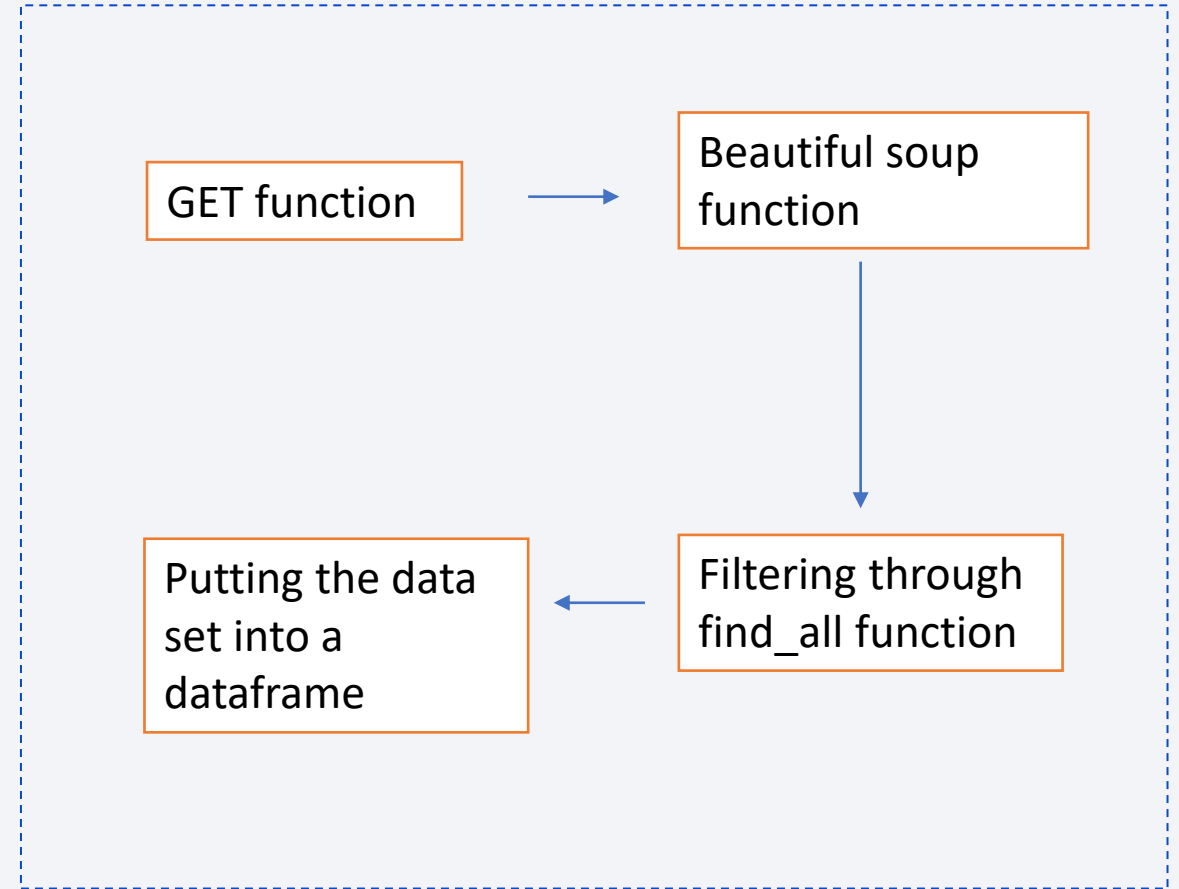 GET function
Beautiful soup
function
Filtering through
find_all function
Putting the data
set into a
dataframe